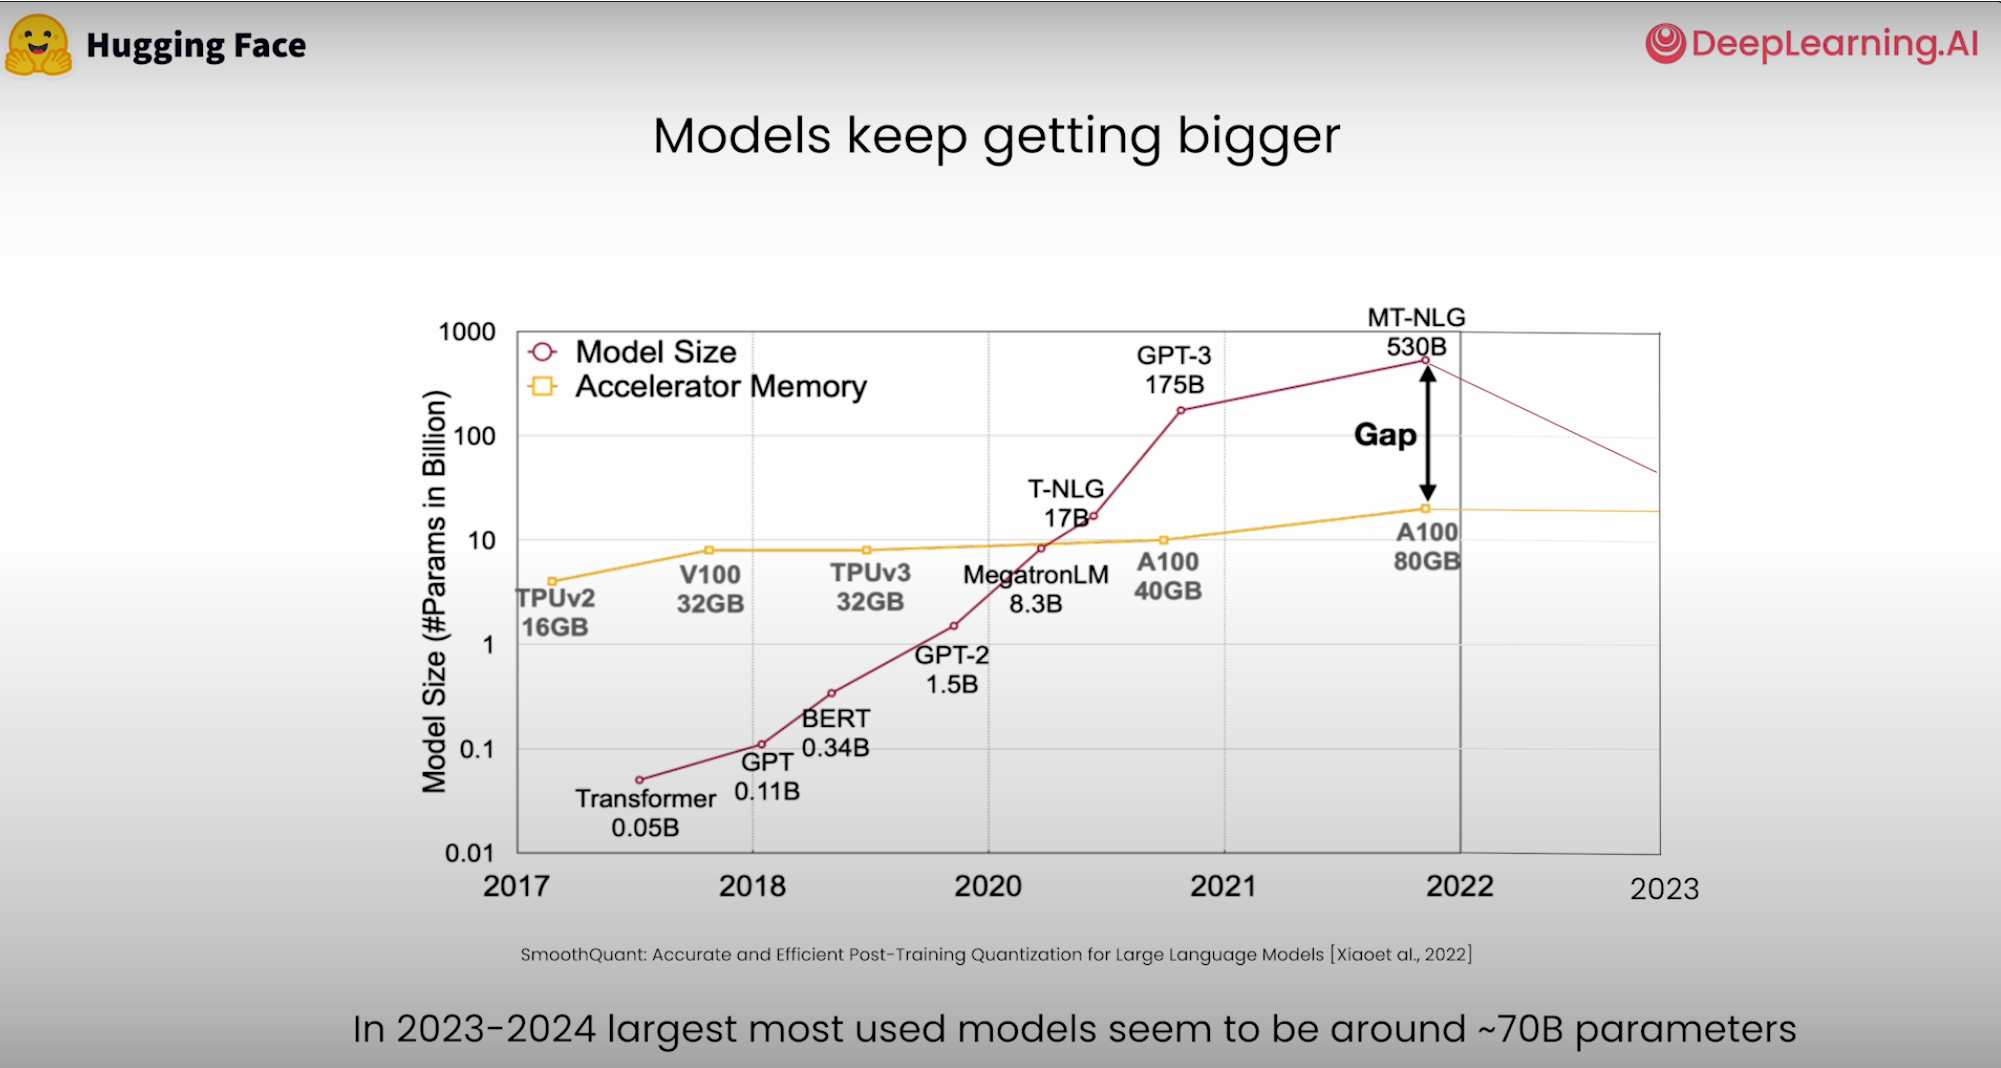 Hugging Face
DeepLearning.AI
Models keep getting bigger
Model Size (#Params in Billion)
1000
100
10
1
0.1
0.01
Model Size
Accelerator Memory
MT-NLG
530B
GPT-3
175B
Gap
T-NLG
17B
MegatronLM
8.3B
A100
40GB
A100
80GB
TPUv2
16GB
V100
32GB
TPUv3
32GB
GPT-2
1.5B
BERT
0.34B
GPT
0.11B
Transformer
0.05B
2017
2018
2020
2021
2022
2023
SmoothQuant: Accurate and Efficient Post-Training Quantization for Large Language Models [Xiaoet al., 2022]
In 2023-2024 largest most used models seem to be around ~70B parameters